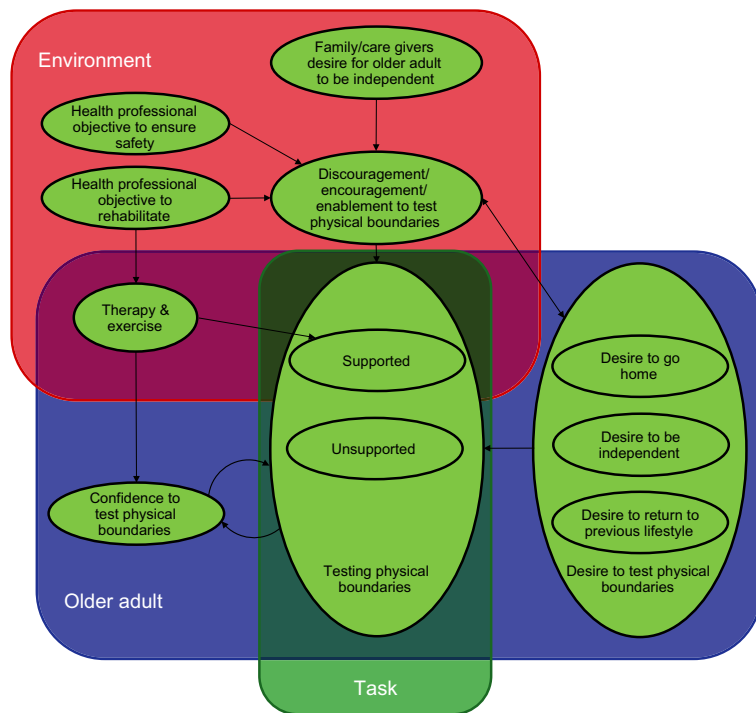 Environment
Family/care givers
desire for older adult
to be independent
Health professional
objective to ensure
safety
Health professional
objective to
rehabilitate
Discouragement/
encouragement/
enablement to test
physical boundaries
Therapy &
exercise
Supported
Desire to go
home
Unsupported
Desire to be
independent
Confidence to
test physical
boundaries
Desire to return to
previous lifestyle
Testing physical
boundaries
Desire to test physical
boundaries
Older adult
Task